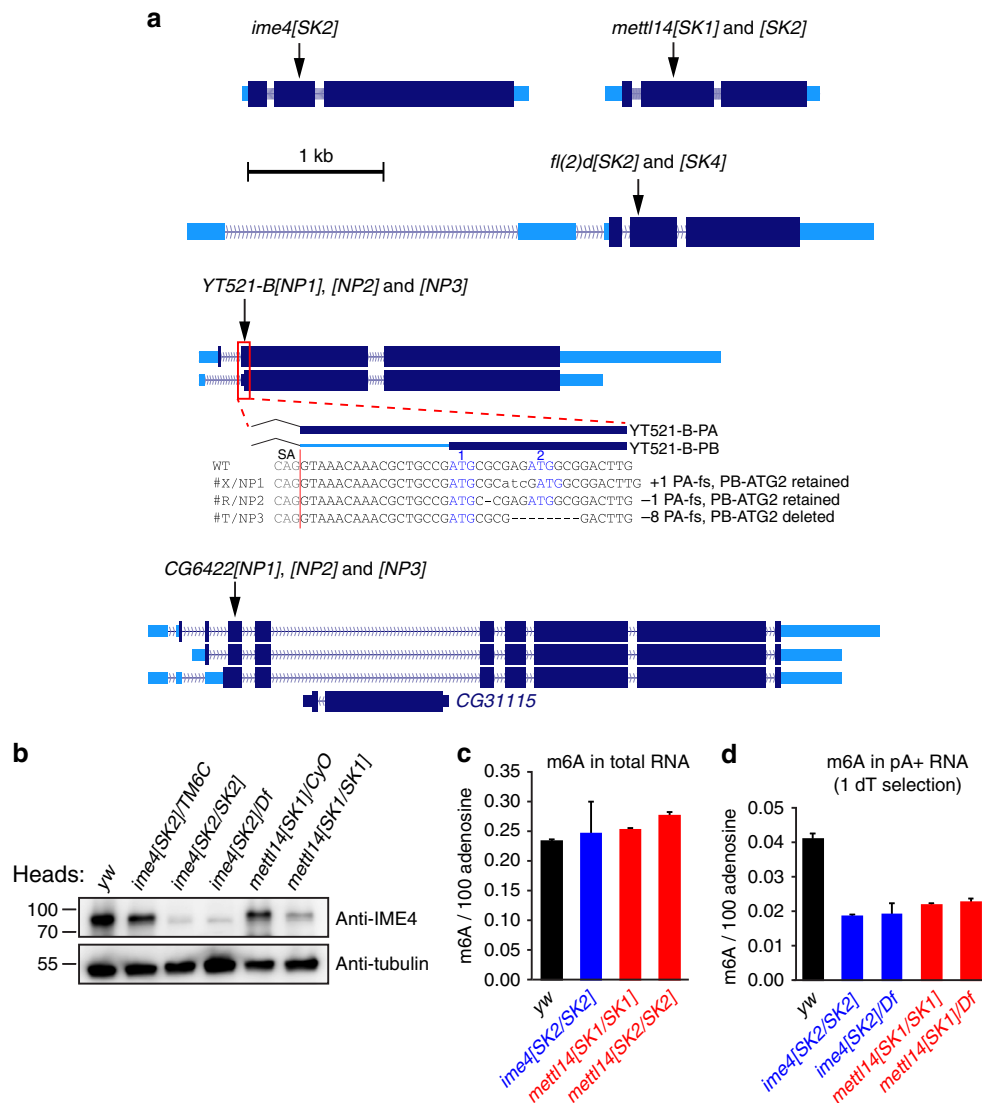 a
ime4[SK2]
mettl14[SK1] and [SK2]
1 kb
fl(2)d[SK2] and [SK4]
YT521-B[NP1], [NP2] and [NP3]
YT521-B-PA
YT521-B-PB
SA 1 2
WT CAGGTAAACAAACGCTGCCGATGCGCGAGATGGCGGACTTG
#X/NP1 CAGGTAAACAAACGCTGCCGATGCGCatcGATGGCGGACTTG +1 PA-fs, PB-ATG2 retained
#R/NP2 CAGGTAAACAAACGCTGCCGATGC-CGAGATGGCGGACTTG –1 PA-fs, PB-ATG2 retained
#T/NP3 CAGGTAAACAAACGCTGCCGATGCGCG--------GACTTG –8 PA-fs, PB-ATG2 deleted
CG6422[NP1], [NP2] and [NP3]
CG31115
b
Heads:
yw
ime4[SK2]/TM6C
ime4[SK2/SK2]
ime4[SK2]/Df
mettl14[SK1]/CyO
mettl14[SK1/SK1]
100
70
Anti-IME4
55
Anti-tubulin
c
m6A in total RNA
m6A / 100 adenosine
0.35
0.30
0.25
0.20
0.15
0.10
0.05
0.00
yw
ime4[SK2/SK2]
mettl14[SK1/SK1]
mettl14[SK2/SK2]
d
m6A in pA+ RNA
(1 dT selection)
m6A / 100 adenosine
0.05
0.04
0.03
0.02
0.01
0.00
yw
ime4[SK2/SK2]
ime4[SK2]/Df
mettl14[SK1/SK1]
mettl14[SK1]/Df